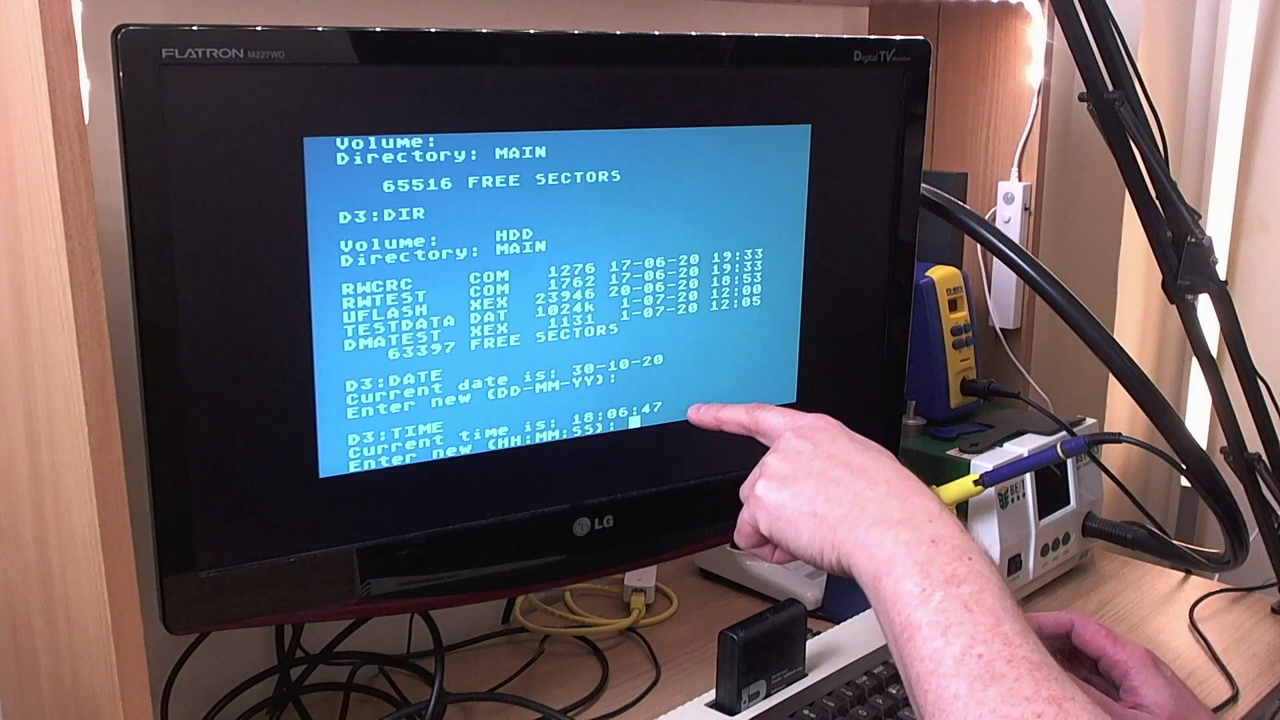 FLATRON M227WD
Digital TV Monitor
Volume:
Directory: MAIN
65516 FREE SECTORS
D3:DIR
Volume: HDD
Directory: MAIN
RWCRC COM 1276 17-06-20 19:33
RWTEST COM 1762 17-06-20 19:33
UFLASH XEX 23946 20-06-20 18:53
TESTDATA DAT 1024K 1-07-20 12:00
DMATEST XEX 1131 1-07-20 12:05
63397 FREE SECTORS
D3:DATE
Current date is: 30-10-20
Enter new (DD-MM-YY):
D3:TIME
Current time is: 18:06:47
Enter new (HH:MM:SS):
LG